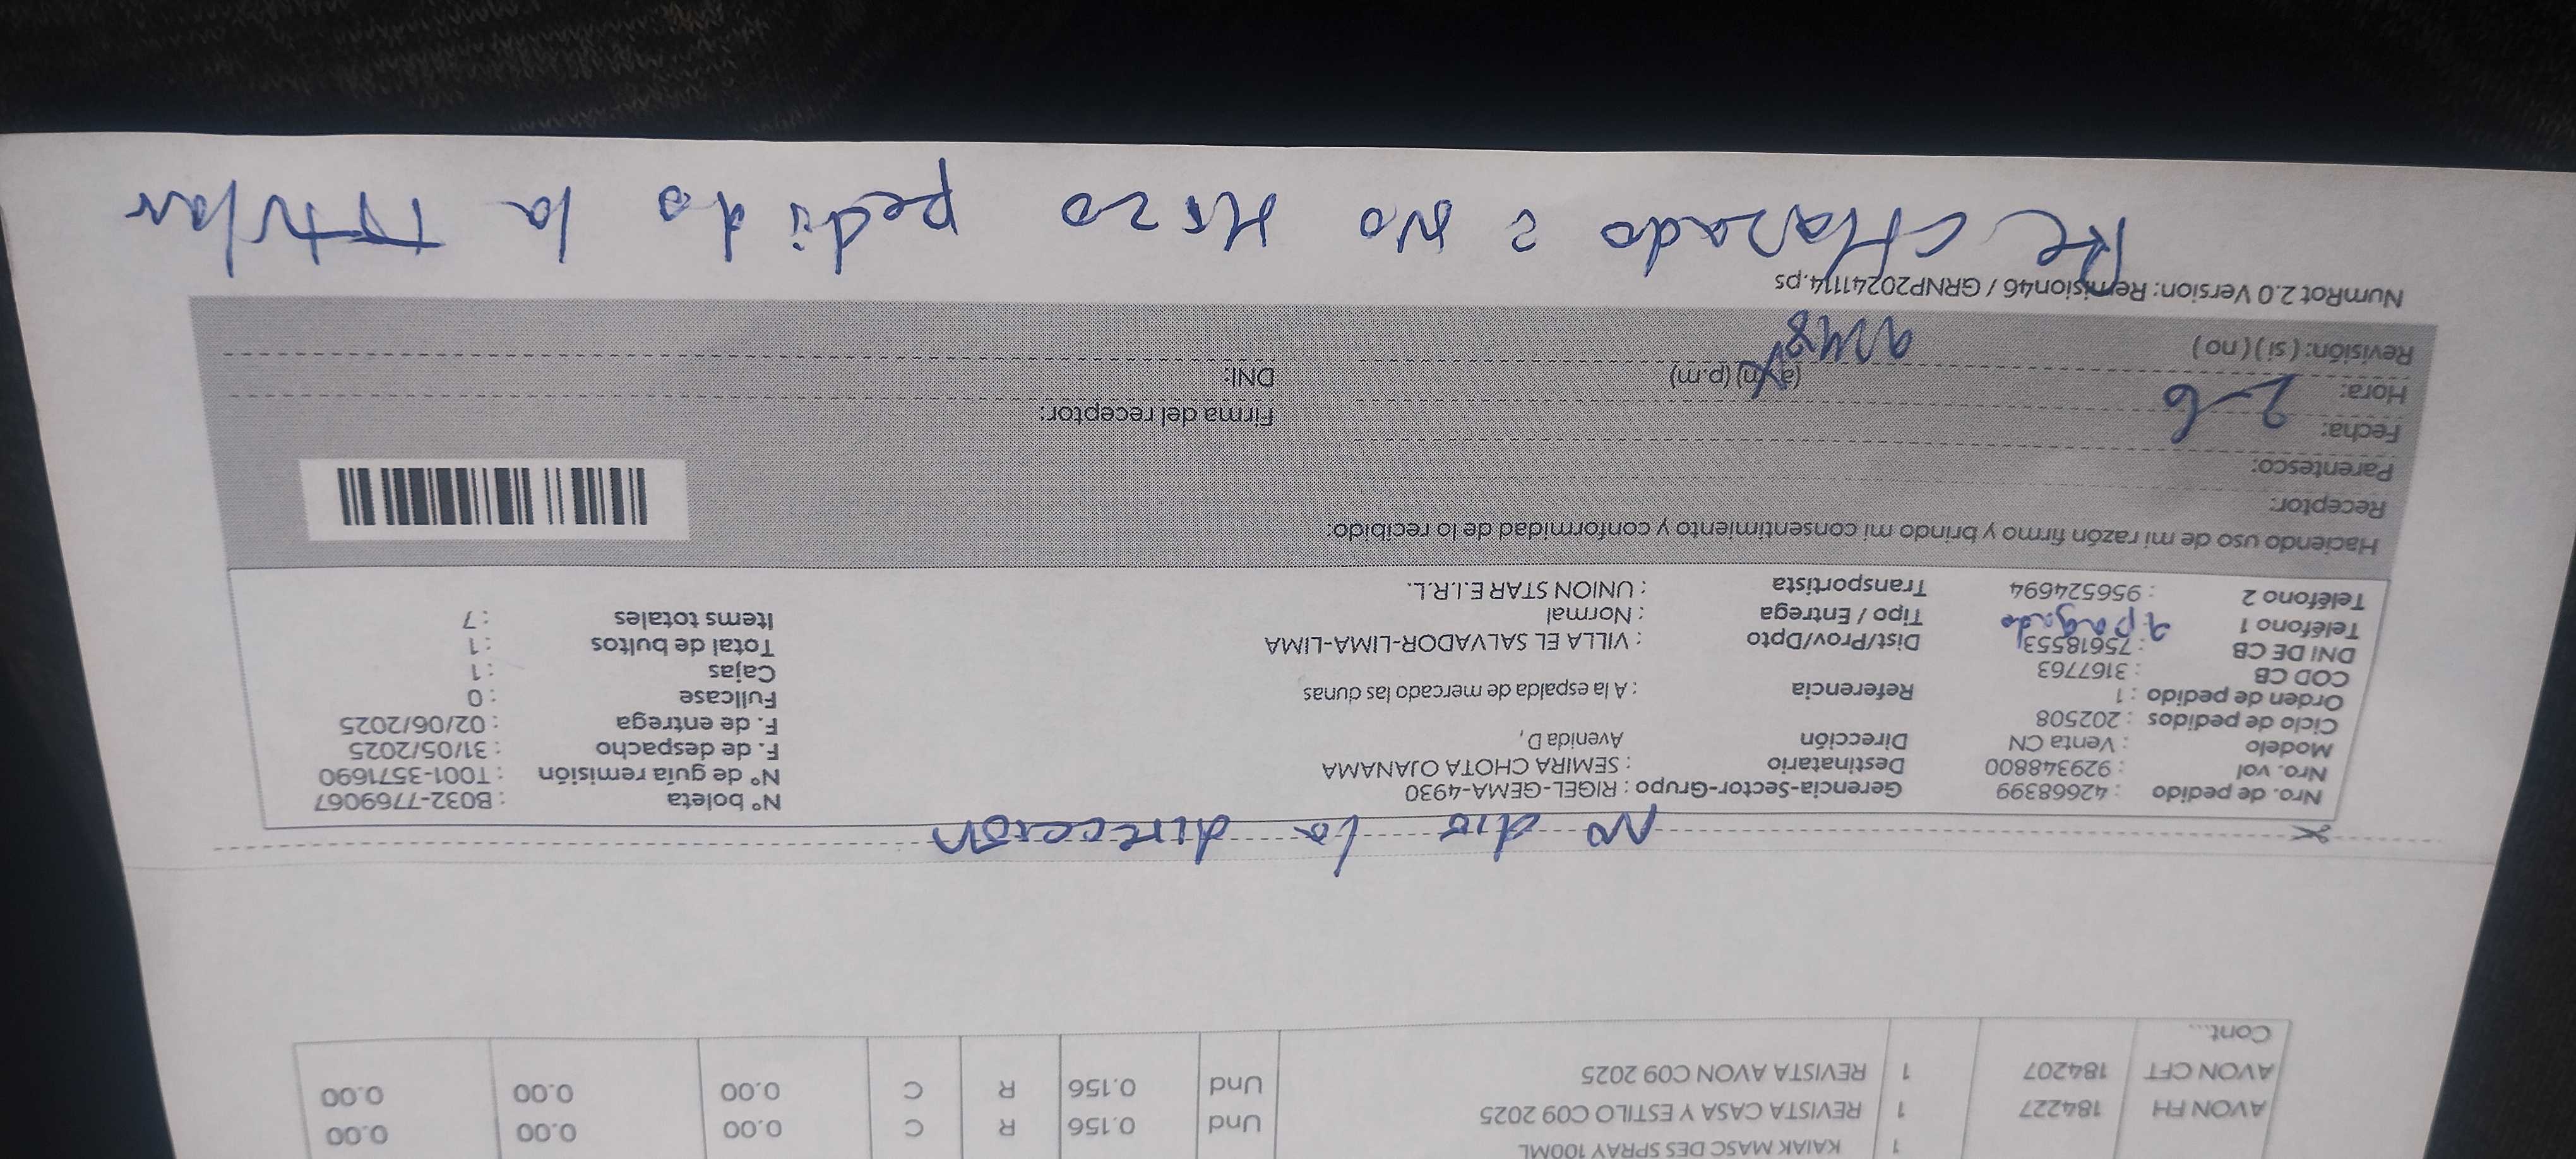 KAIAK MASC DES SPRAY 100ML 1
AVON FH 184227 1 REVISTA CASA Y ESTILO C09 2025 Und 0.156 R C 0.00 0.00 0.00
AVON CFT 184207 1 REVISTA AVON C09 2025 Und 0.156 R C 0.00 0.00 0.00
Cont...
No dio la dirección
Nro. de pedido : 42668399 Gerencia-Sector-Grupo : RIGEL-GEMA-4930 N° boleta : B032-7769067
Nro. vol : 929348800 Destinatario : SEMIRA CHOTA OJANAMA N° de guía remisión : T001-3571690
Modelo : Venta CN Dirección Avenida D, F. de despacho : 31/05/2025
Ciclo de pedidos : 202508 F. de entrega : 02/06/2025
Orden de pedido : 1 Referencia : A la espalda de mercado las dunas Fullcase : 0
COD CB : 3167763 Cajas : 1
DNI DE CB : 75618553 Dist/Prov/Dpto : VILLA EL SALVADOR-LIMA-LIMA Total de bultos : 1
Teléfono 1 apagado Tipo / Entrega : Normal Items totales : 7
Teléfono 2 : 956524694 Transportista : UNION STAR E.I.R.L.
Haciendo uso de mi razón firmo y brindo mi consentimiento y conformidad de lo recibido:
Receptor:
Parentesco:
Fecha: 2-6 Firma del receptor:
Hora: (a.m) (p.m) DNI:
Revisión: ( si ) ( no )
NumRot 2.0 Version: Remision46 / GRNP20241114.ps
ReCHazado : No Hizo pedido la Titular